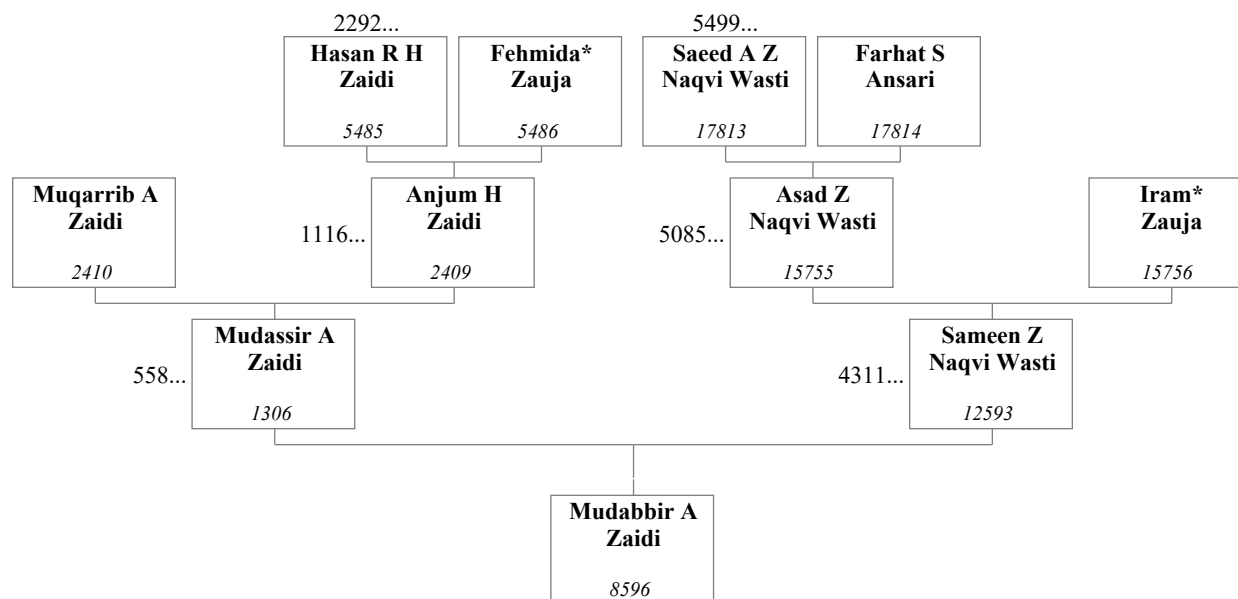 2292...
5499...
Hasan R H
Zaidi
5485
Fehmida*
Zauja
5486
Saeed A Z
Naqvi Wasti
17813
Farhat S
Ansari
17814
Muqarrib A
Zaidi
2410
1116...
Anjum H
Zaidi
2409
5085...
Asad Z
Naqvi Wasti
15755
Iram*
Zauja
15756
558...
Mudassir A
Zaidi
1306
4311...
Sameen Z
Naqvi Wasti
12593
Mudabbir A
Zaidi
8596